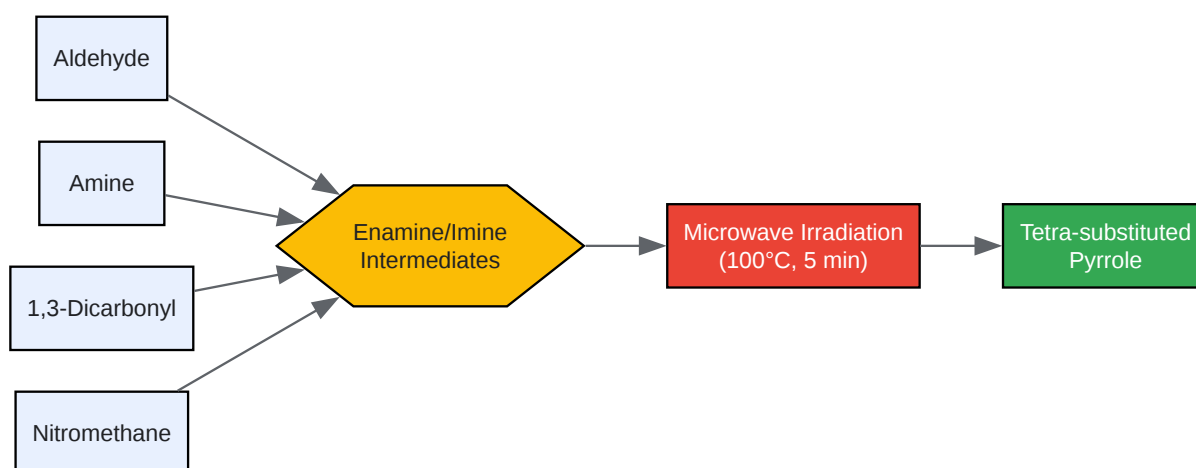 Aldehyde
Amine
1,3-Dicarbonyl
Nitromethane
Enamine/Imine
Intermediates
Microwave Irradiation
(100°C, 5 min)
Tetra-substituted
Pyrrole